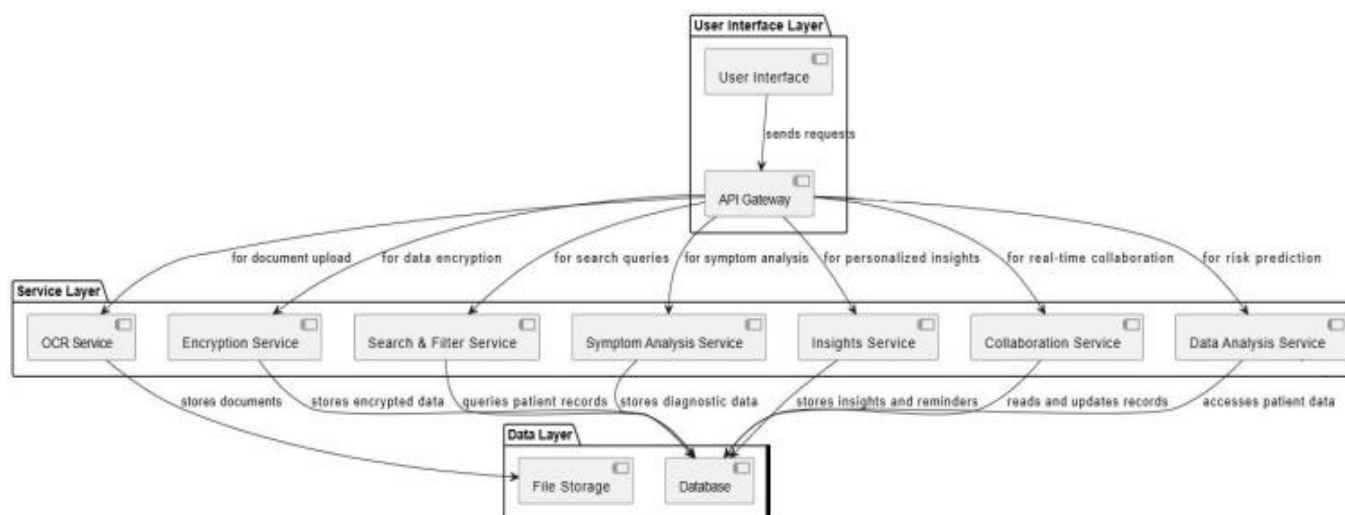 User Interface Layer
User Interface
sends requests
API Gateway
for document upload
for data encryption
for search queries
for symptom analysis
for personalized insights
for real-time collaboration
for risk prediction
Service Layer
OCR Service
Encryption Service
Search & Filter Service
Symptom Analysis Service
Insights Service
Collaboration Service
Data Analysis Service
stores documents
stores encrypted data
queries patient records
stores diagnostic data
stores insights and reminders
reads and updates records
accesses patient data
Data Layer
File Storage
Database